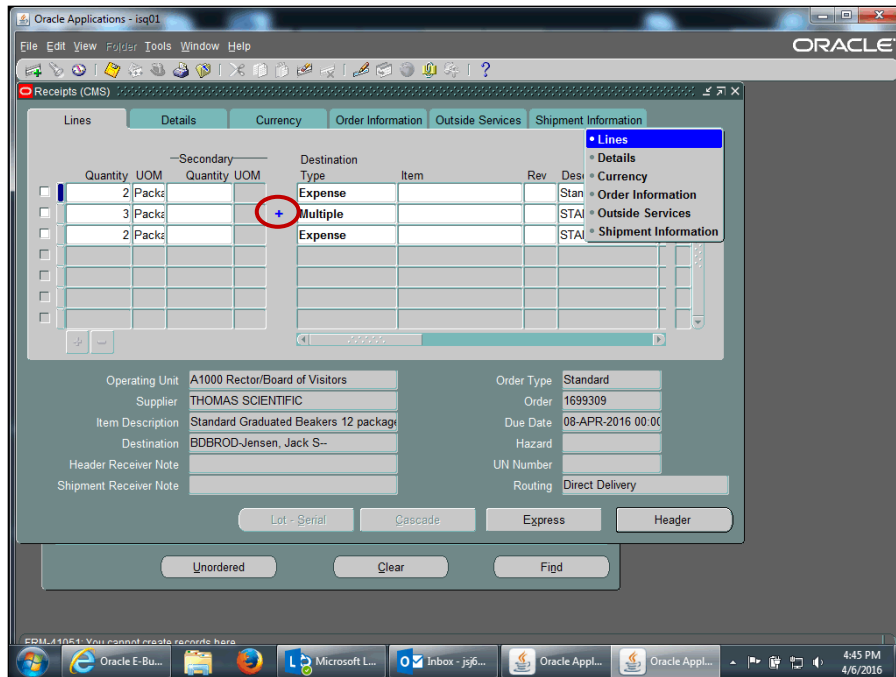 Oracle Applications - isq01
File Edit View Folder Tools Window Help
ORACLE
Receipts (CMS)
Lines Details Currency Order Information Outside Services Shipment Information
• Lines
Details
Currency
Order Information
Outside Services
Shipment Information
Secondary Destination
Quantity UOM Quantity UOM Type Item Rev Desc
2 Packa Expense Stan
3 Packa + Multiple STAI
2 Packa Expense STAI
Operating Unit A1000 Rector/Board of Visitors Order Type Standard
Supplier THOMAS SCIENTIFIC Order 1699309
Item Description Standard Graduated Beakers 12 package Due Date 08-APR-2016 00:00
Destination BDBROD-Jensen, Jack S-- Hazard
Header Receiver Note UN Number
Shipment Receiver Note Routing Direct Delivery
Lot - Serial Cascade Express Header
Unordered Clear Find
FRM-41051: You cannot create records here
Oracle E-Bu... Microsoft L... Inbox - jsj6... Oracle Appl... Oracle Appl... 4:45 PM
4/6/2016